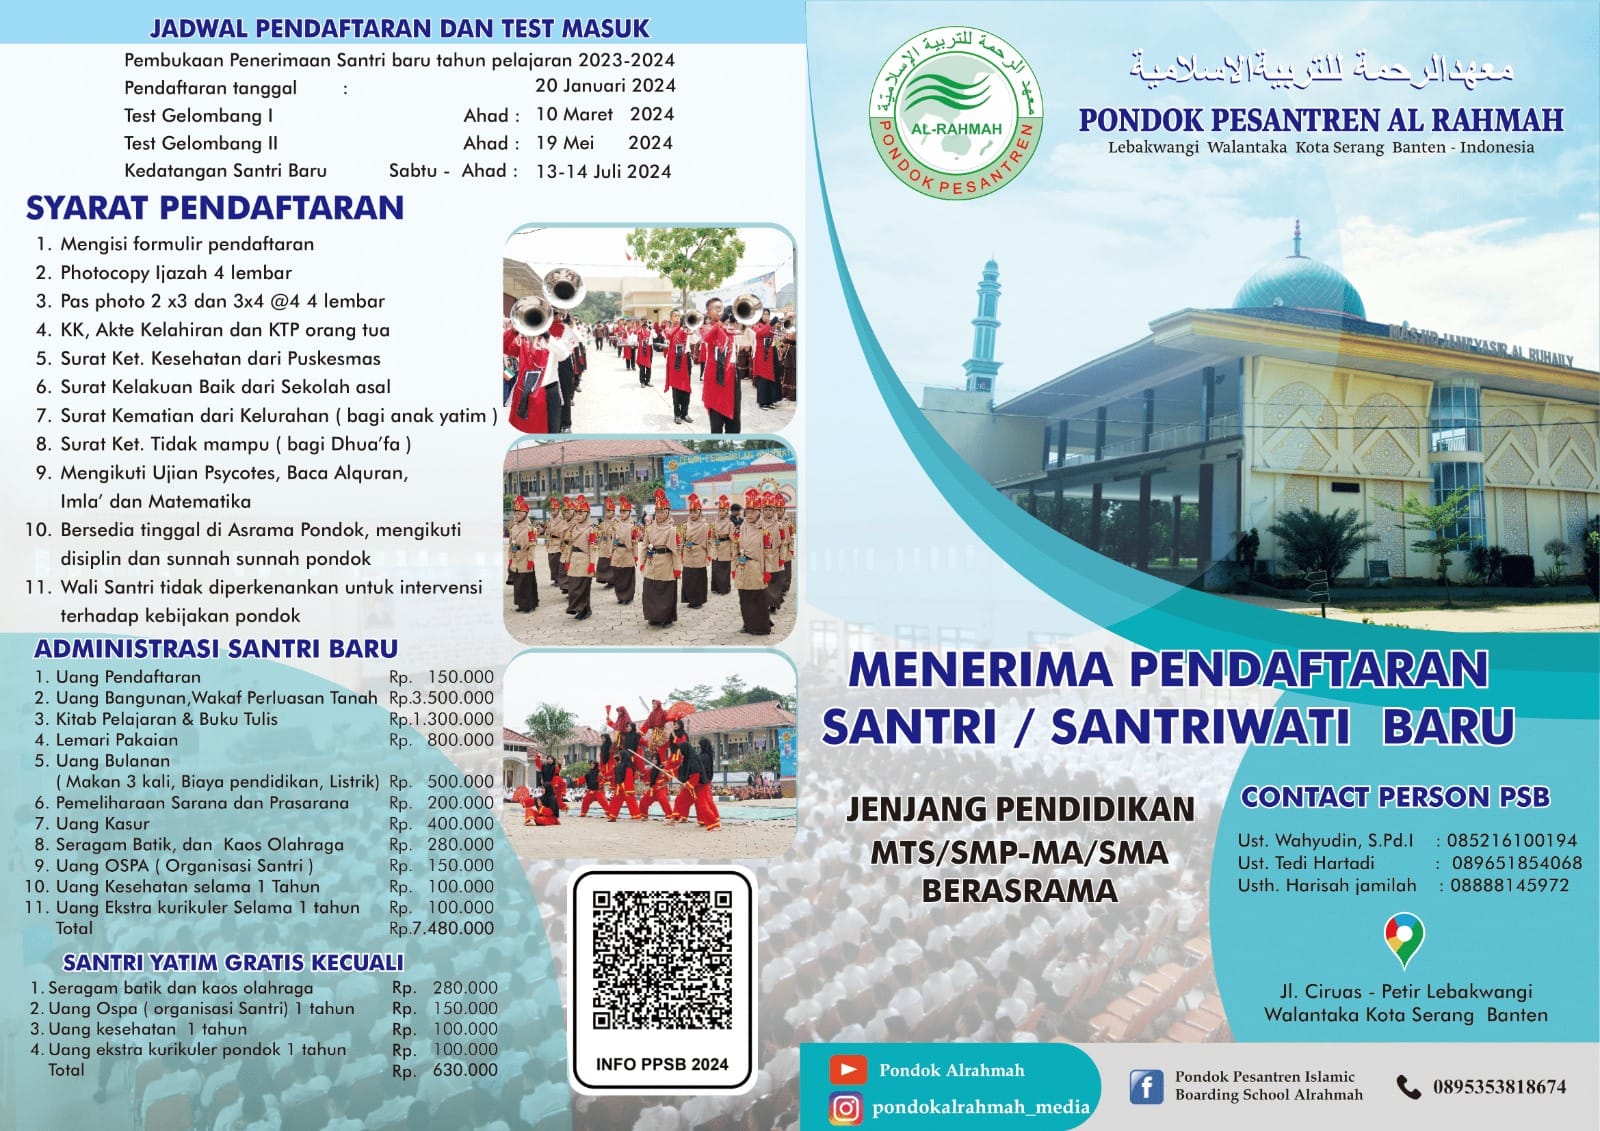 JADWAL PENDAFTARAN DAN TEST MASUK
Pembukaan Penerimaan Santri baru tahun pelajaran 2023-2024
Pendaftaran tanggal : 20 Januari 2024
Test Gelombang I Ahad : 10 Maret 2024
Test Gelombang II Ahad : 19 Mei 2024
Kedatangan Santri Baru Sabtu - Ahad : 13-14 Juli 2024
SYARAT PENDAFTARAN
1. Mengisi formulir pendaftaran
2. Photocopy Ijazah 4 lembar
3. Pas photo 2 x3 dan 3x4 @4 4 lembar
4. KK, Akte Kelahiran dan KTP orang tua
5. Surat Ket. Kesehatan dari Puskesmas
6. Surat Kelakuan Baik dari Sekolah asal
7. Surat Kematian dari Kelurahan ( bagi anak yatim )
8. Surat Ket. Tidak mampu ( bagi Dhua’fa )
9. Mengikuti Ujian Psycotes, Baca Alquran,
Imla’ dan Matematika
10. Bersedia tinggal di Asrama Pondok, mengikuti
disiplin dan sunnah sunnah pondok
11. Wali Santri tidak diperkenankan untuk intervensi
terhadap kebijakan pondok
ADMINISTRASI SANTRI BARU
1. Uang Pendaftaran Rp. 150.000
2. Uang Bangunan,Wakaf Perluasan Tanah Rp.3.500.000
3. Kitab Pelajaran & Buku Tulis Rp.1.300.000
4. Lemari Pakaian Rp. 800.000
5. Uang Bulanan
( Makan 3 kali, Biaya pendidikan, Listrik) Rp. 500.000
6. Pemeliharaan Sarana dan Prasarana Rp. 200.000
7. Uang Kasur Rp. 400.000
8. Seragam Batik, dan Kaos Olahraga Rp. 280.000
9. Uang OSPA ( Organisasi Santri ) Rp. 150.000
10. Uang Kesehatan selama 1 Tahun Rp. 100.000
11. Uang Ekstra kurikuler Selama 1 tahun Rp. 100.000
Total Rp.7.480.000
SANTRI YATIM GRATIS KECUALI
1. Seragam batik dan kaos olahraga Rp. 280.000
2. Uang Ospa ( organisasi Santri) 1 tahun Rp. 150.000
3. Uang kesehatan 1 tahun Rp. 100.000
4. Uang ekstra kurikuler pondok 1 tahun Rp. 100.000
Total Rp. 630.000
INFO PPSB 2024
معهد الرحمة للتربية الإسلامية
AL-RAHMAH
PONDOK PESANTREN
معهدالرحمة للتربيةالاسلامية
PONDOK PESANTREN AL RAHMAH
Lebakwangi Walantaka Kota Serang Banten - Indonesia
MASJID JAMI' YASIR AL RUHAILY
MENERIMA PENDAFTARAN
SANTRI / SANTRIWATI BARU
JENJANG PENDIDIKAN
MTS/SMP-MA/SMA
BERASRAMA
CONTACT PERSON PSB
Ust. Wahyudin, S.Pd.I : 085216100194
Ust. Tedi Hartadi : 089651854068
Usth. Harisah jamilah : 08888145972
Jl. Ciruas - Petir Lebakwangi
Walantaka Kota Serang Banten
Pondok Alrahmah
pondokalrahmah_media
Pondok Pesantren Islamic
Boarding School Alrahmah
0895353818674